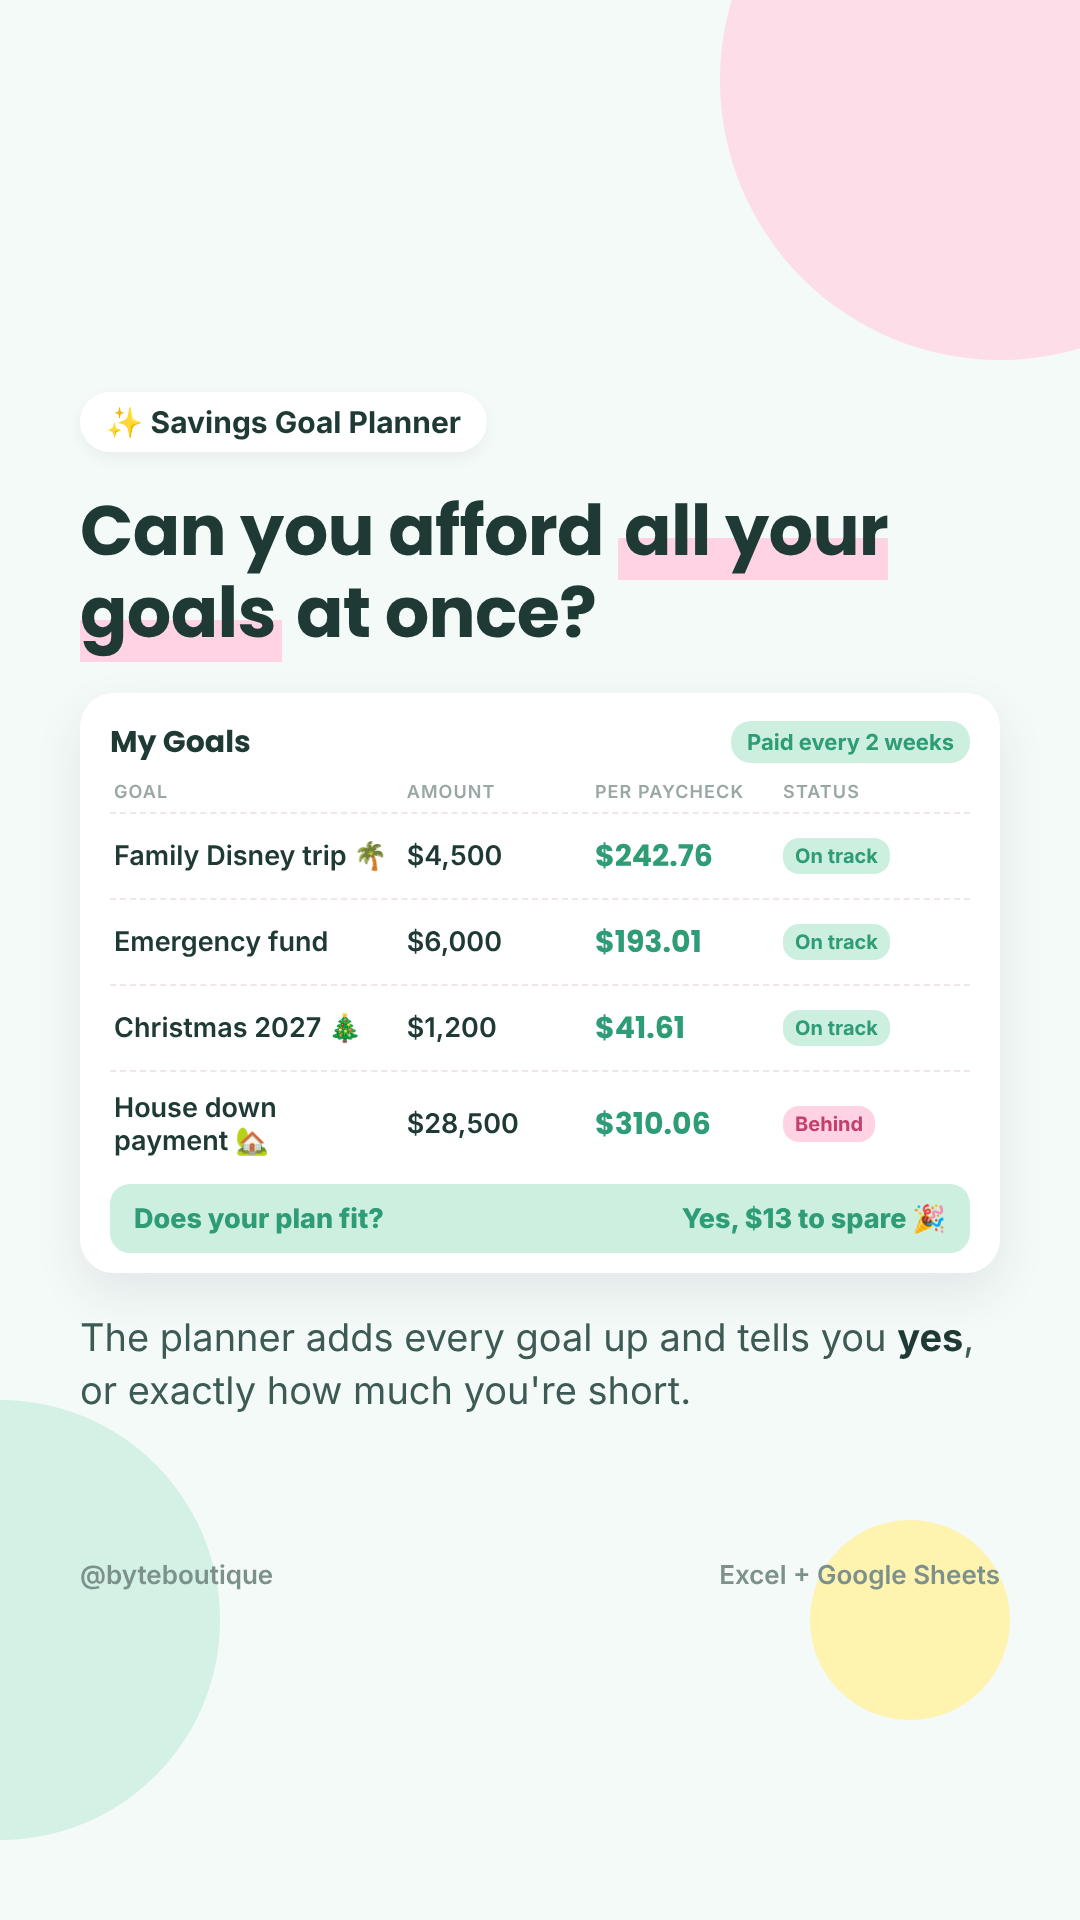 ✨ Savings Goal Planner
Can you afford all your
goals at once?
My Goals
Paid every 2 weeks
GOAL AMOUNT PER PAYCHECK STATUS
Family Disney trip 🌴 $4,500 $242.76 On track
Emergency fund $6,000 $193.01 On track
Christmas 2027 🎄 $1,200 $41.61 On track
House down
payment 🏡 $28,500 $310.06 Behind
Does your plan fit? Yes, $13 to spare 🎉
The planner adds every goal up and tells you yes,
or exactly how much you're short.
@byteboutique
Excel + Google Sheets